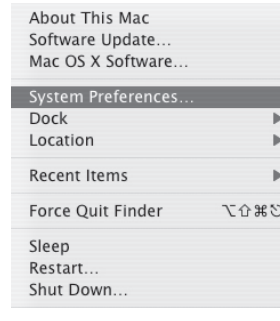 About This Mac
Software Update...
Mac OS X Software...
System Preferences...
Dock
Location
Recent Items
Force Quit Finder ⌥⇧⌘⎋
Sleep
Restart...
Shut Down...